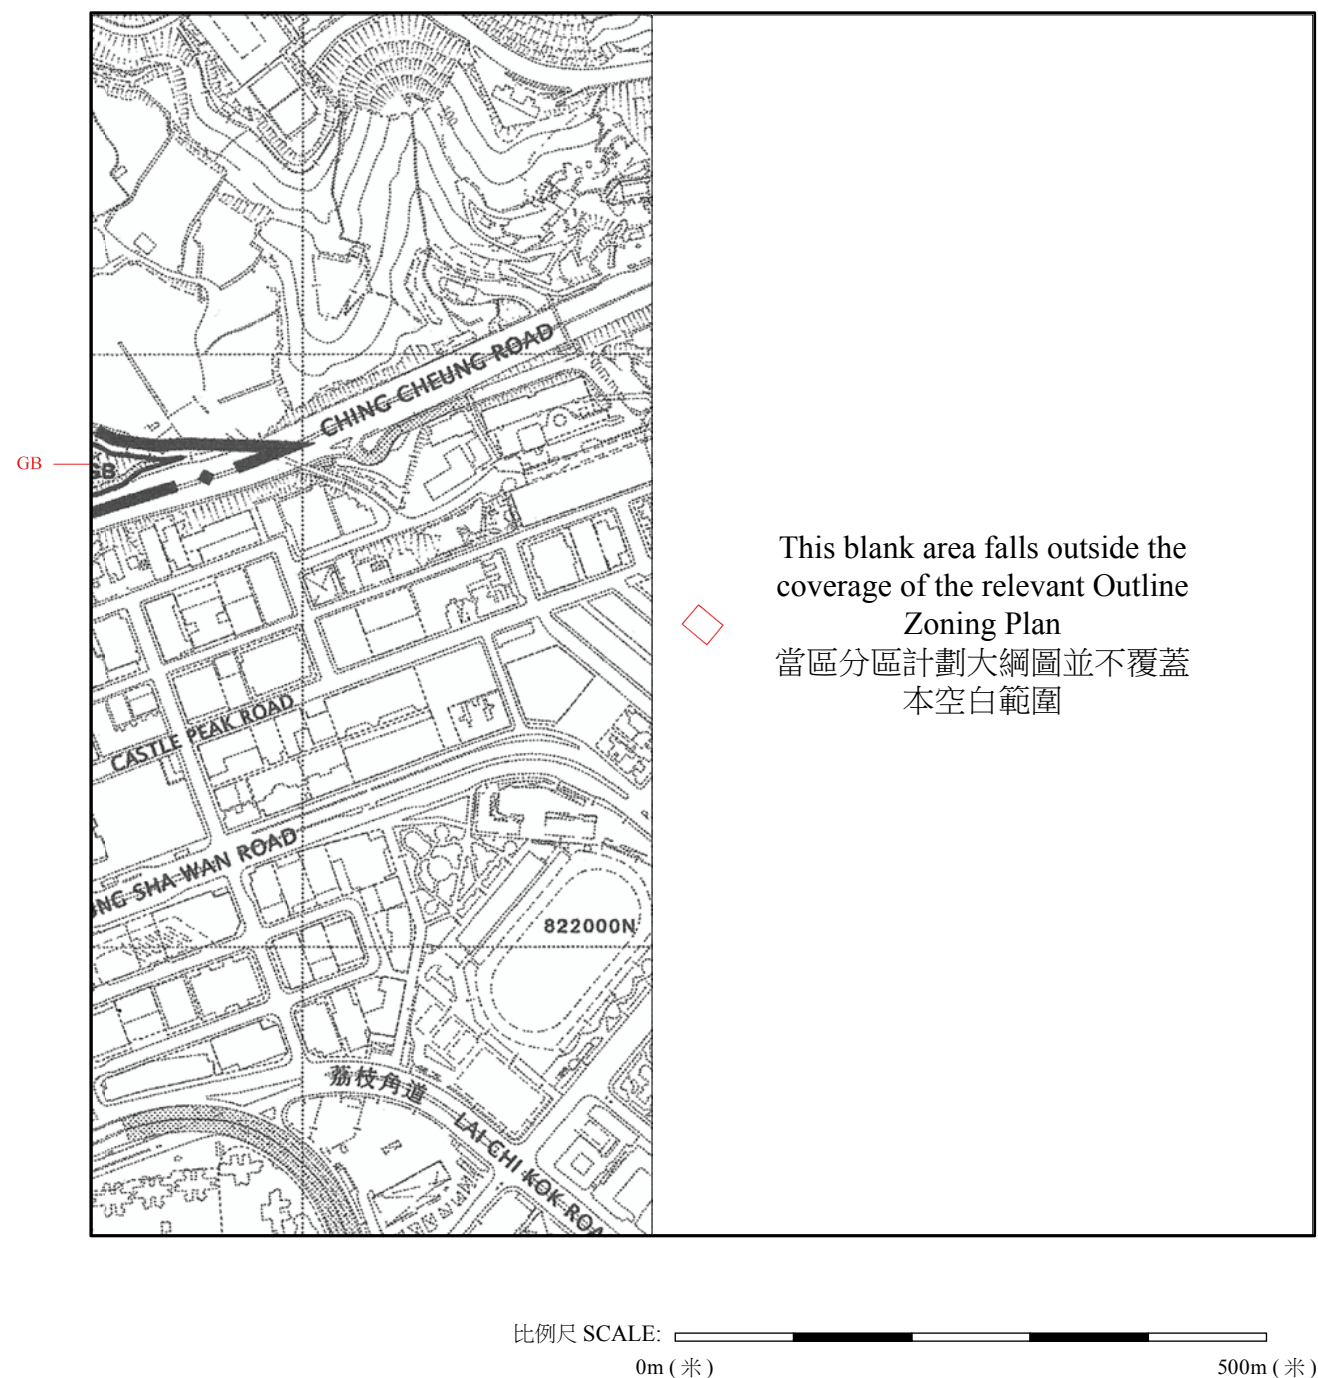 CHING CHEUNG ROAD
GB
GB
This blank area falls outside the
coverage of the relevant Outline
Zoning Plan
當區分區計劃大綱圖並不覆蓋
本空白範圍
CASTLE PEAK ROAD
SHA WAN ROAD
822000N
荔枝角道
LAI CHI KOK ROA
比例尺 SCALE:
0m ( 米 )
500m ( 米 )